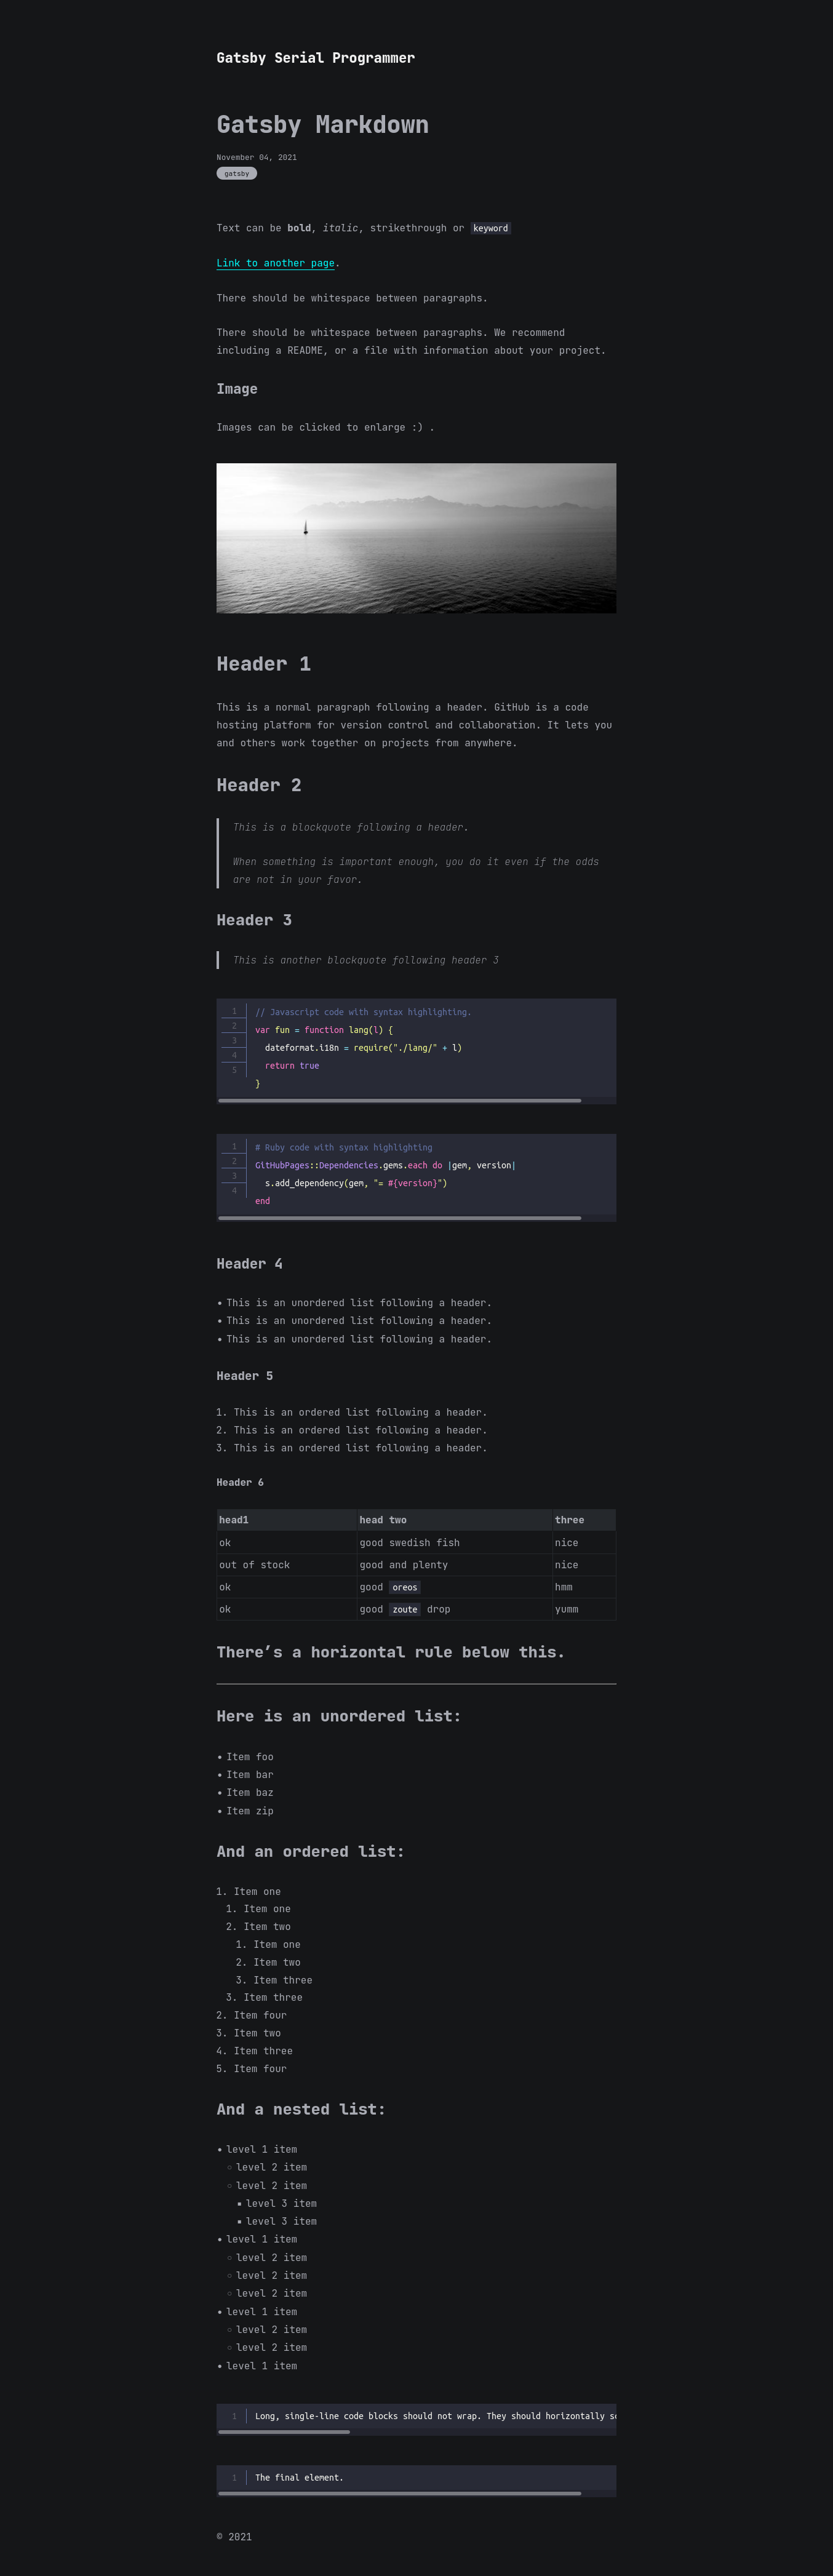 Gatsby Serial Programmer
Gatsby Markdown
November 04, 2021
gatsby
Text can be bold, italic, strikethrough or keyword
Link to another page.
There should be whitespace between paragraphs.
There should be whitespace between paragraphs. We recommend
including a README, or a file with information about your project.
Image
Images can be clicked to enlarge :) .
Header 1
This is a normal paragraph following a header. GitHub is a code
hosting platform for version control and collaboration. It lets you
and others work together on projects from anywhere.
Header 2
This is a blockquote following a header.
When something is important enough, you do it even if the odds
are not in your favor.
Header 3
This is another blockquote following header 3
1 // Javascript code with syntax highlighting.
2 var fun = function lang(l) {
3 dateformat.i18n = require("./lang/" + l)
4 return true
5 }
1 # Ruby code with syntax highlighting
2 GitHubPages::Dependencies.gems.each do |gem, version|
3 s.add_dependency(gem, "= #{version}")
4 end
Header 4
• This is an unordered list following a header.
• This is an unordered list following a header.
• This is an unordered list following a header.
Header 5
1. This is an ordered list following a header.
2. This is an ordered list following a header.
3. This is an ordered list following a header.
Header 6
head1 head two three
ok good swedish fish nice
out of stock good and plenty nice
ok good oreos hmm
ok good zoute drop yumm
There’s a horizontal rule below this.
Here is an unordered list:
• Item foo
• Item bar
• Item baz
• Item zip
And an ordered list:
1. Item one
1. Item one
2. Item two
1. Item one
2. Item two
3. Item three
3. Item three
2. Item four
3. Item two
4. Item three
5. Item four
And a nested list:
• level 1 item
◦ level 2 item
◦ level 2 item
▪ level 3 item
▪ level 3 item
• level 1 item
◦ level 2 item
◦ level 2 item
◦ level 2 item
• level 1 item
◦ level 2 item
◦ level 2 item
• level 1 item
1 Long, single-line code blocks should not wrap. They should horizontally
1 The final element.
© 2021